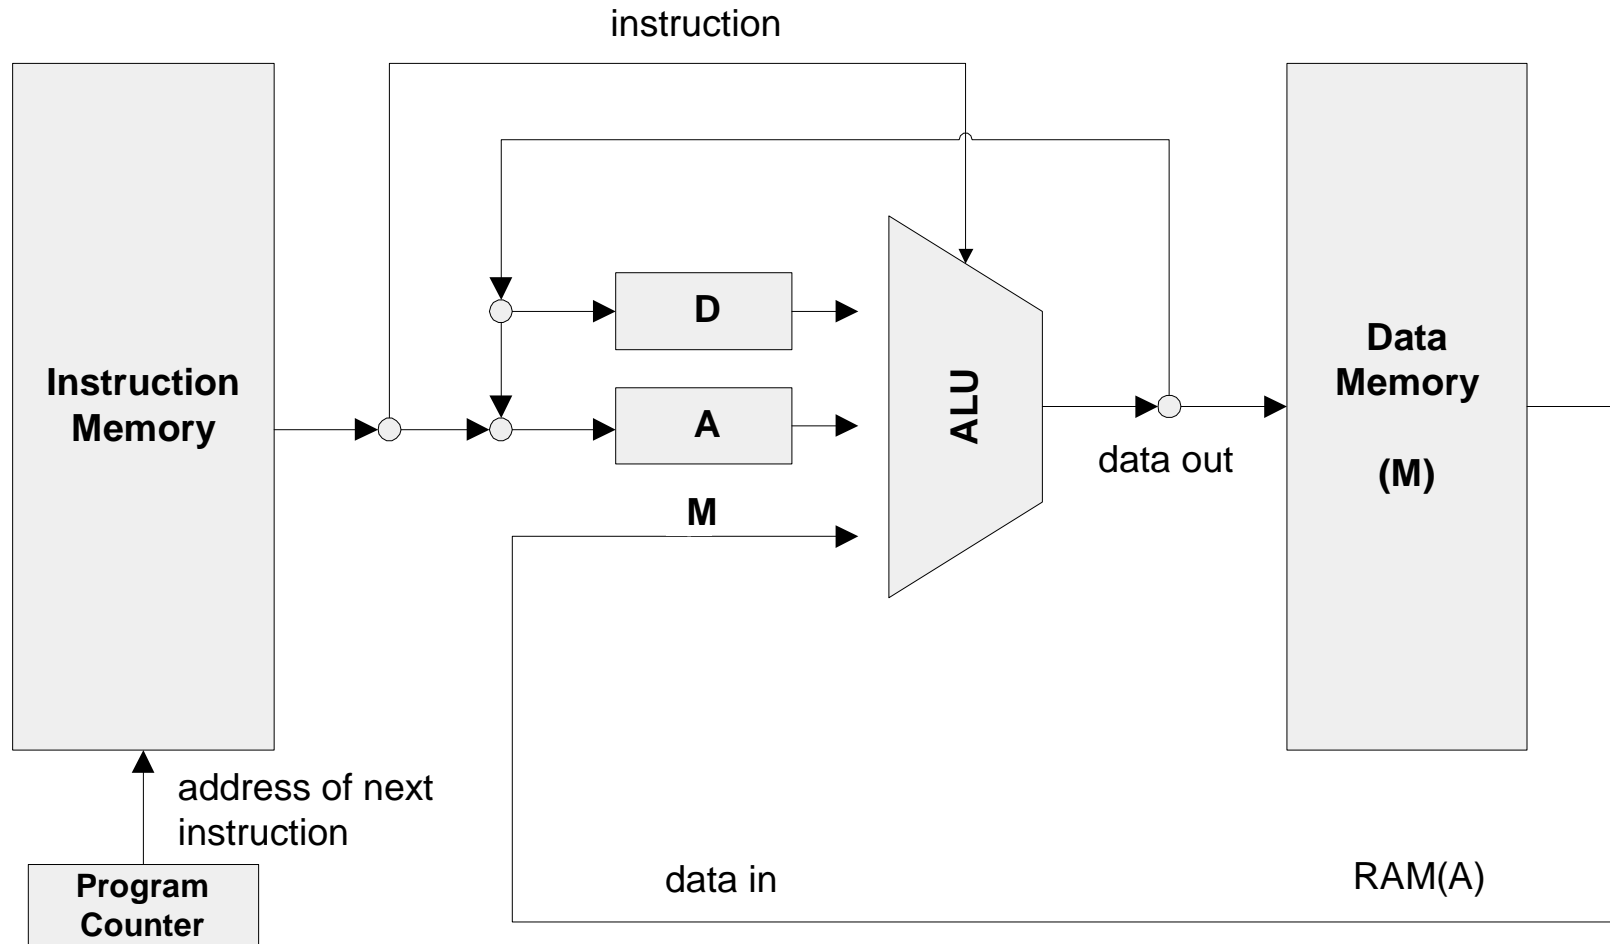 instruction
Instruction
Memory
D
A
M
ALU
data out
Data
Memory
(M)
address of next
instruction
Program
Counter
data in
RAM(A)